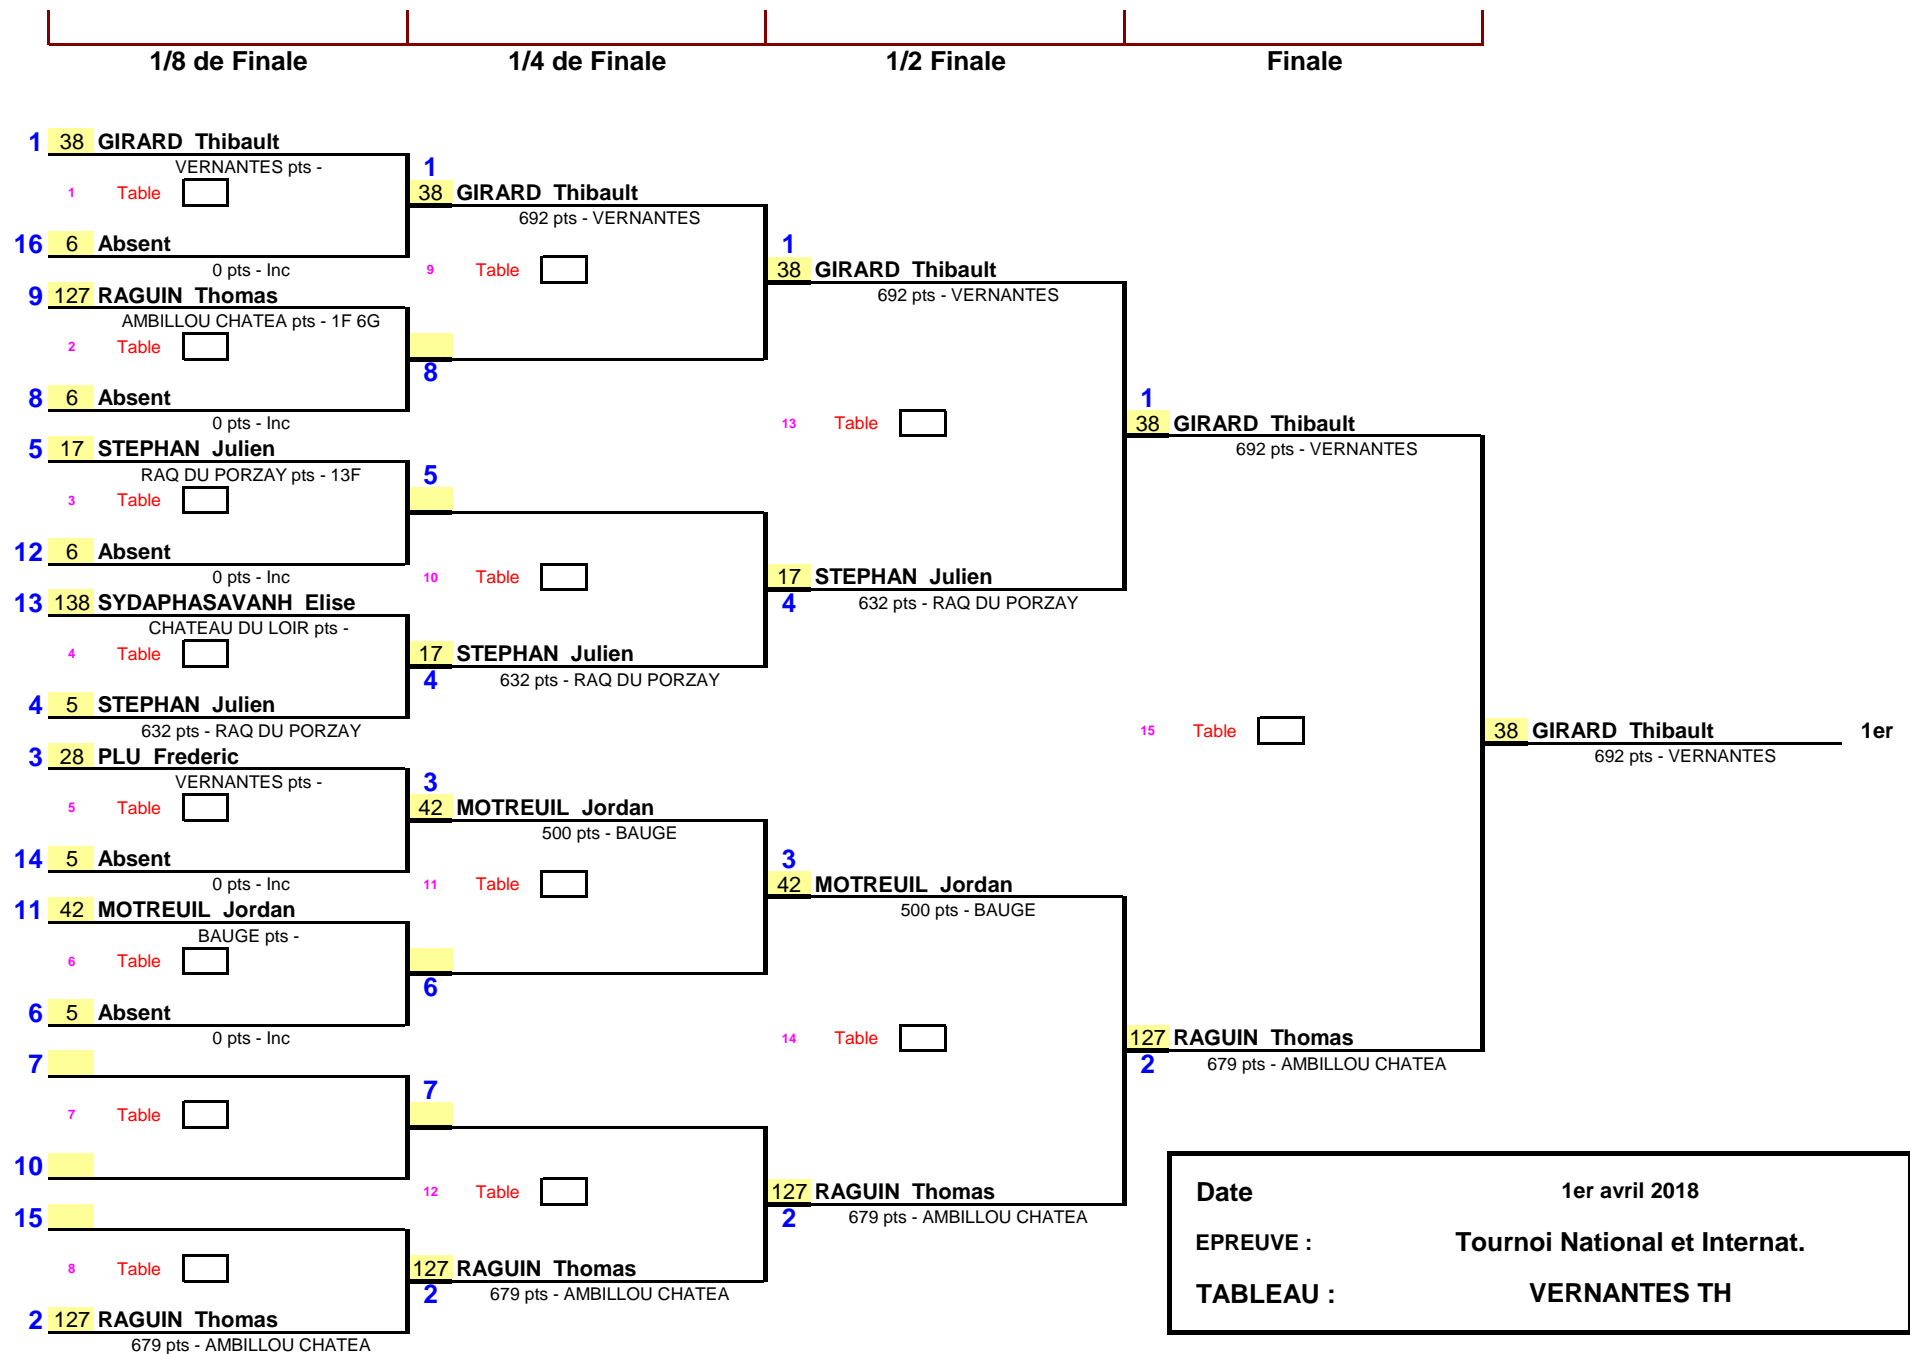 1/8 de Finale 1/4 de Finale 1/2 Finale Finale
1 38 GIRARD Thibault
VERNANTES pts -
1 Table
16 6 Absent
0 pts - Inc
9 127 RAGUIN Thomas
AMBILLOU CHATEA pts - 1F 6G
2 Table
8 6 Absent
0 pts - Inc
5 17 STEPHAN Julien
RAQ DU PORZAY pts - 13F
3 Table
12 6 Absent
0 pts - Inc
13 138 SYDAPHASAVANH Elise
CHATEAU DU LOIR pts -
4 Table
4 5 STEPHAN Julien
632 pts - RAQ DU PORZAY
3 28 PLU Frederic
VERNANTES pts -
5 Table
14 5 Absent
0 pts - Inc
11 42 MOTREUIL Jordan
BAUGE pts -
6 Table
6 5 Absent
0 pts - Inc
7
7 Table
10
15
8 Table
2 127 RAGUIN Thomas
679 pts - AMBILLOU CHATEA
1
38 GIRARD Thibault
692 pts - VERNANTES
9 Table
8
5
10 Table
17 STEPHAN Julien
4 632 pts - RAQ DU PORZAY
3
42 MOTREUIL Jordan
500 pts - BAUGE
11 Table
6
7
12 Table
127 RAGUIN Thomas
2 679 pts - AMBILLOU CHATEA
1
38 GIRARD Thibault
692 pts - VERNANTES
13 Table
17 STEPHAN Julien
4 632 pts - RAQ DU PORZAY
3
42 MOTREUIL Jordan
500 pts - BAUGE
14 Table
127 RAGUIN Thomas
2 679 pts - AMBILLOU CHATEA
1
38 GIRARD Thibault
692 pts - VERNANTES
15 Table
127 RAGUIN Thomas
2 679 pts - AMBILLOU CHATEA
38 GIRARD Thibault 1er
692 pts - VERNANTES
Date 1er avril 2018
EPREUVE : Tournoi National et Internat.
TABLEAU : VERNANTES TH